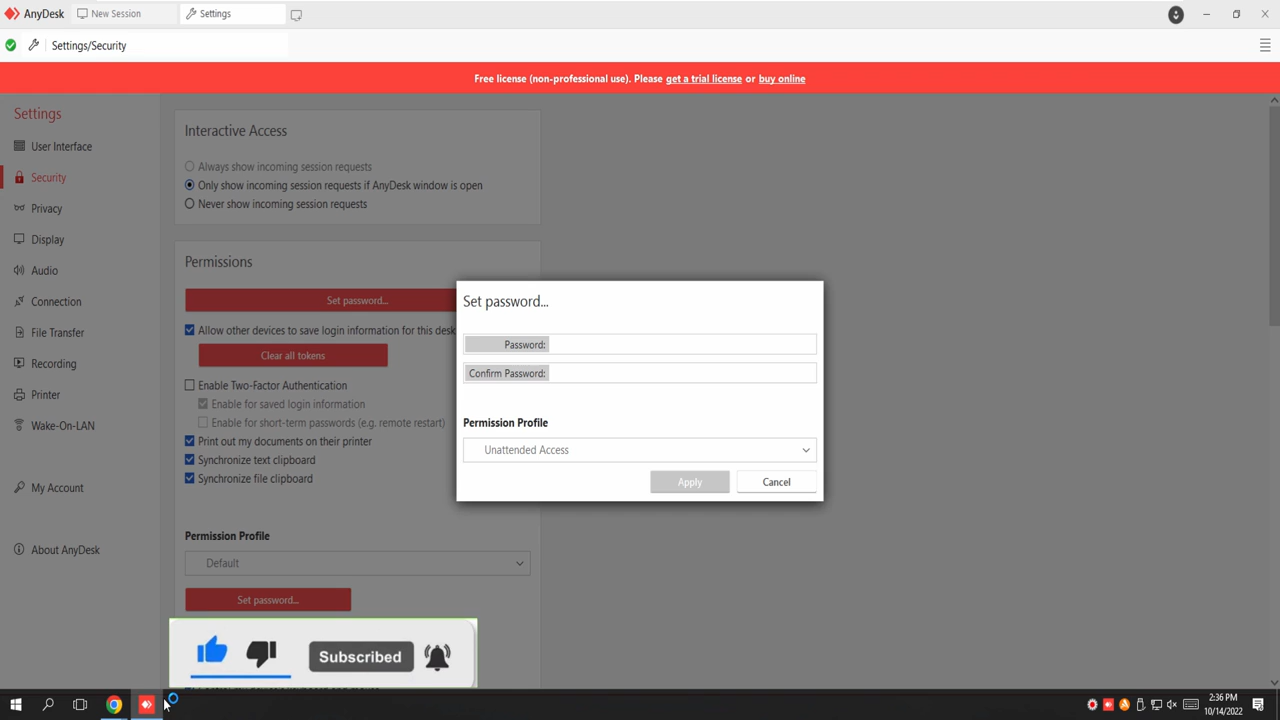 AnyDesk
New Session
Settings
Settings/Security
Free license (non-professional use). Please get a trial license or buy online
Settings
User Interface
Security
Privacy
Display
Audio
Connection
File Transfer
Recording
Printer
Wake-On-LAN
My Account
About AnyDesk
Interactive Access
Always show incoming session requests
Only show incoming session requests if AnyDesk window is open
Never show incoming session requests
Permissions
Set password...
Allow other devices to save login information for this desk
Clear all tokens
Enable Two-Factor Authentication
Enable for saved login information
Enable for short-term passwords (e.g. remote restart)
Print out my documents on their printer
Synchronize text clipboard
Synchronize file clipboard
Permission Profile
Default
Set password...
Set password...
Password:
Confirm Password:
Permission Profile
Unattended Access
Apply Cancel
Subscribed
2:36 PM
10/14/2022